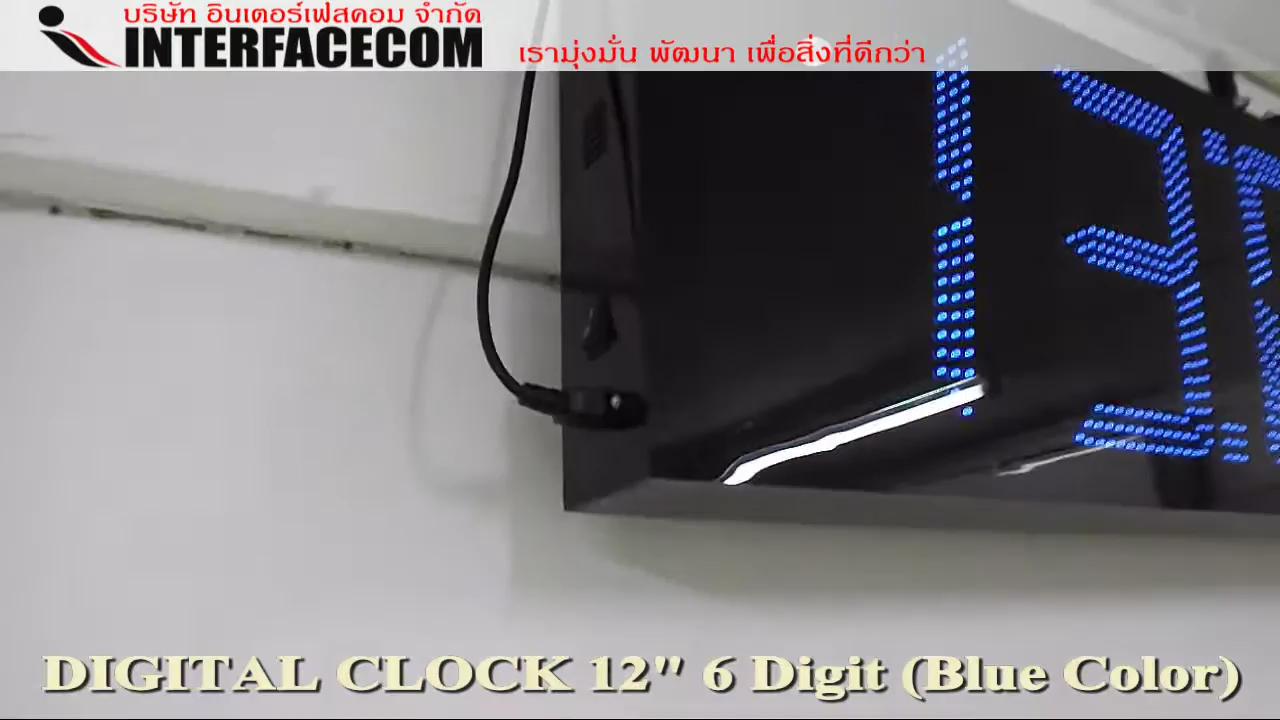 บริษัท อินเตอร์เฟสคอม จำกัด
INTERFACECOM
เรามุ่งมั่น พัฒนา เพื่อสิ่งที่ดีกว่า
13
DIGITAL CLOCK 12" 6 Digit (Blue Color)